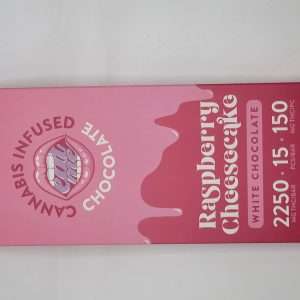 CANNABIS INFUSED
CHOCOLATE
Raspberry
Cheesecake
WHITE CHOCOLATE
2250 · 15 · 150